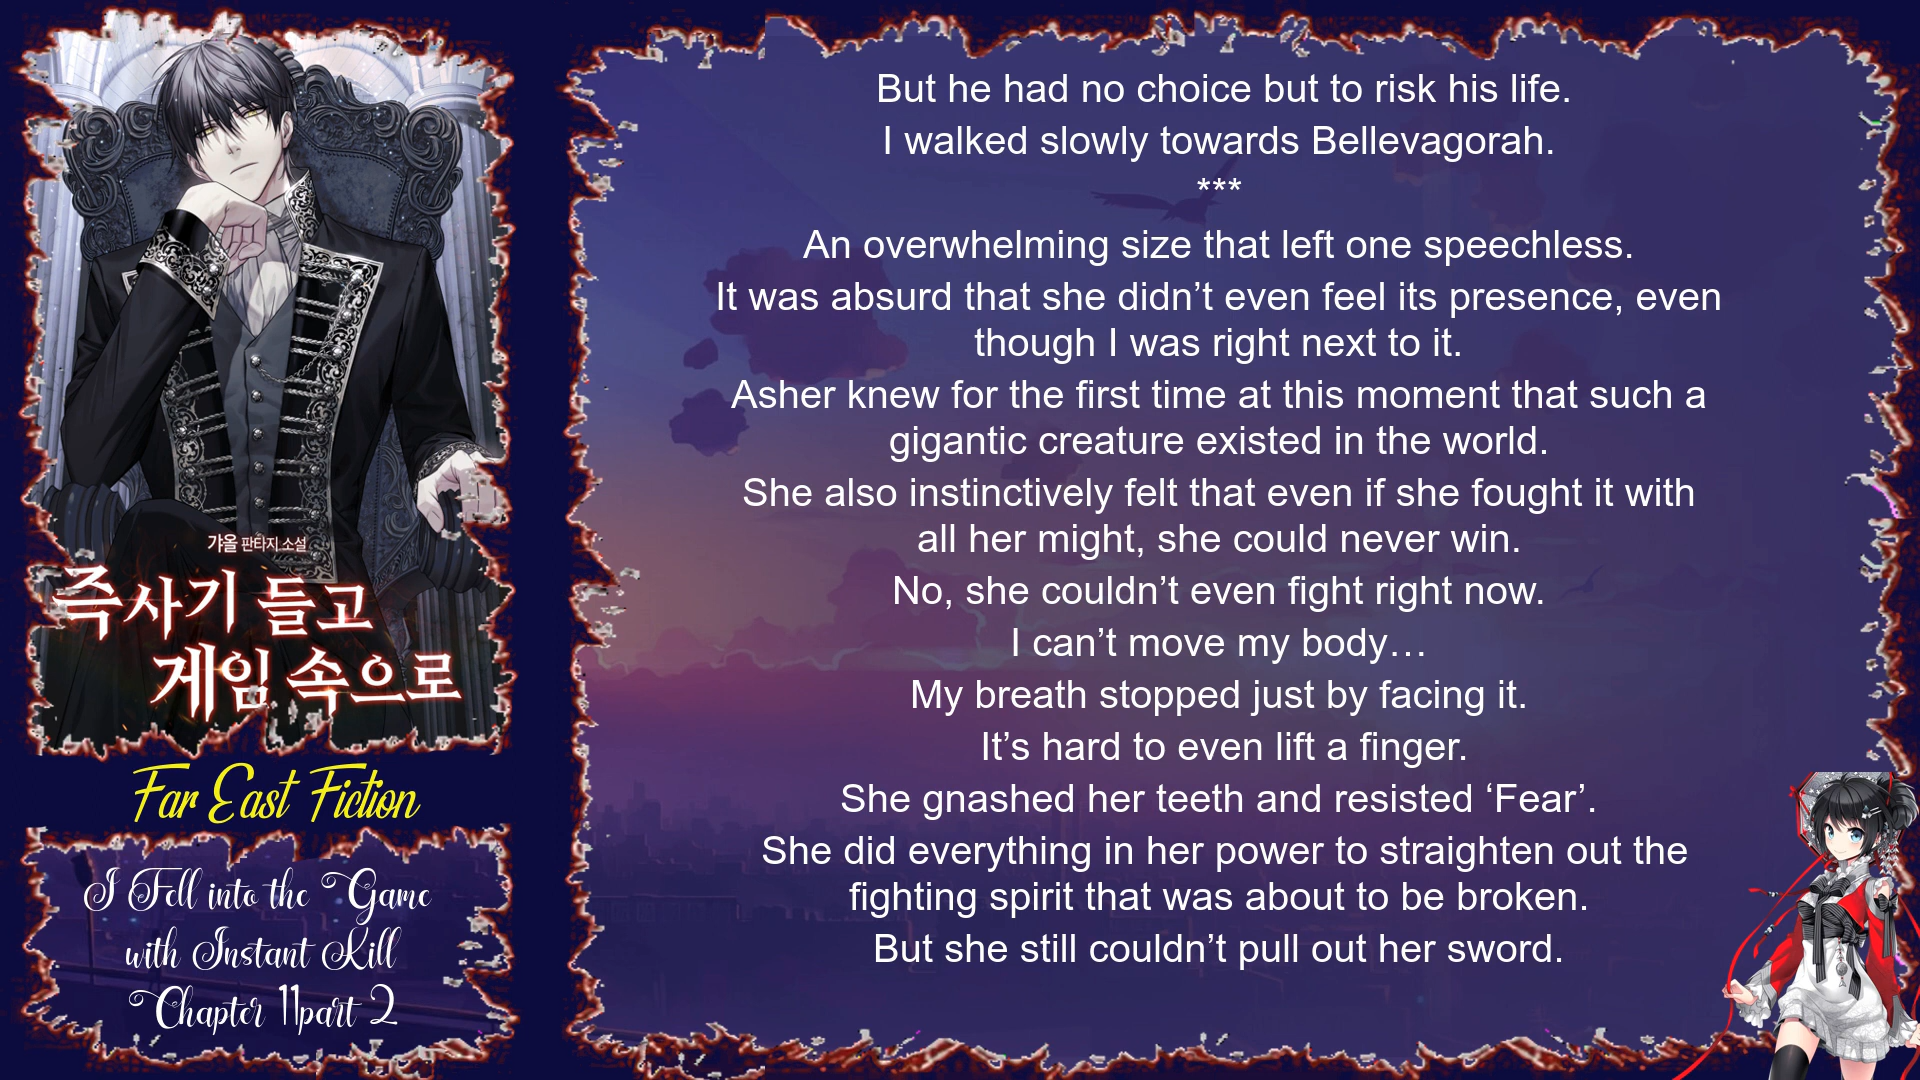 갸올 판타지 소설
즉사기 들고
게임 속으로
Far East Fiction
I Fell into the Game
with Instant Kill
Chapter 11part 2
But he had no choice but to risk his life.
I walked slowly towards Bellevagorah.
***
An overwhelming size that left one speechless.
It was absurd that she didn’t even feel its presence, even
though I was right next to it.
Asher knew for the first time at this moment that such a
gigantic creature existed in the world.
She also instinctively felt that even if she fought it with
all her might, she could never win.
No, she couldn’t even fight right now.
I can’t move my body…
My breath stopped just by facing it.
It’s hard to even lift a finger.
She gnashed her teeth and resisted ‘Fear’.
She did everything in her power to straighten out the
fighting spirit that was about to be broken.
But she still couldn’t pull out her sword.